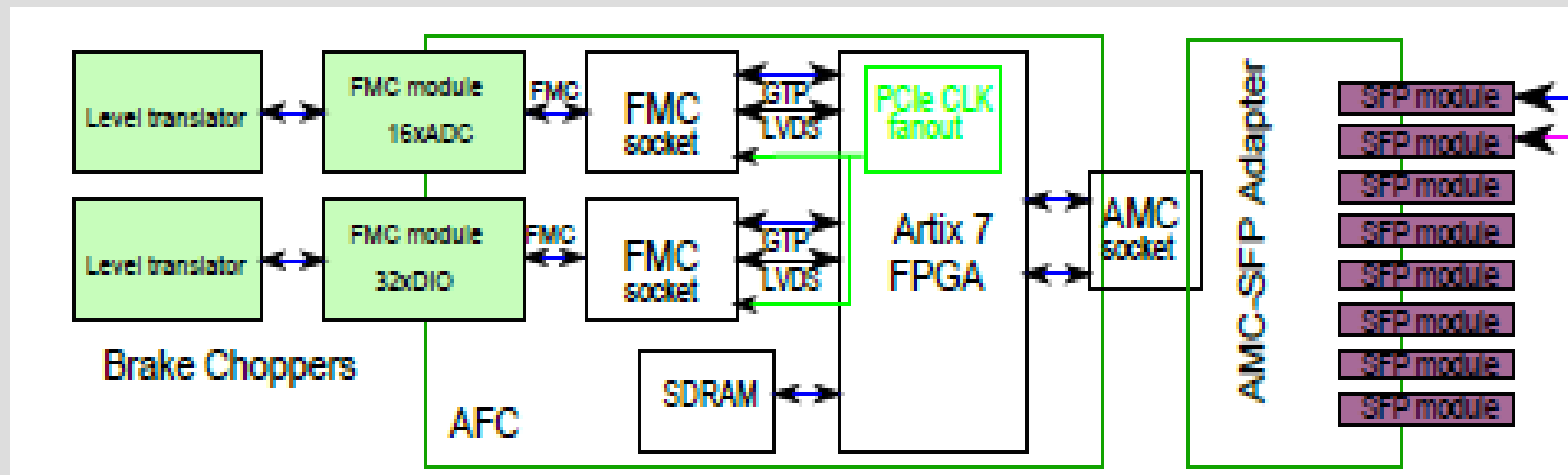 Level translator
FMC module
16xADC
FMC
FMC
socket
GTP
LVDS
PCIe CLK
fanout
Level translator
FMC module
32xDIO
FMC
FMC
socket
GTP
LVDS
Artix 7
FPGA
AMC
socket
AMC-SFP Adapter
SFP module
SFP module
SFP module
SFP module
SFP module
SFP module
SFP module
SFP module
Brake Choppers
AFC
SDRAM